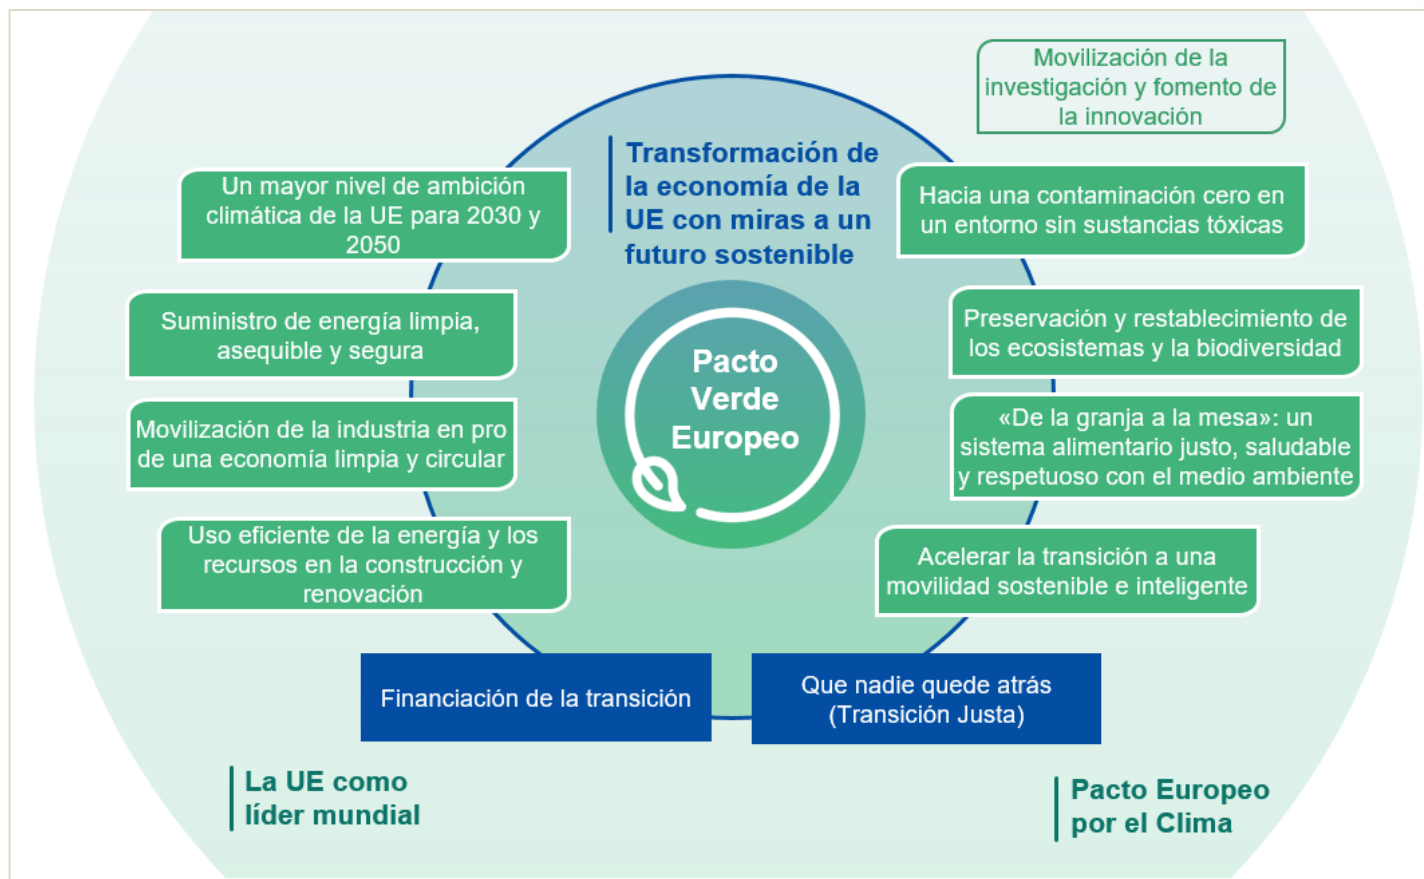 Movilización de la
investigación y fomento de
la innovación
Transformación de
la economía de la
UE con miras a un
futuro sostenible
Un mayor nivel de ambición
climática de la UE para 2030 y
2050
Hacia una contaminación cero en
un entorno sin sustancias tóxicas
Suministro de energía limpia,
asequible y segura
Preservación y restablecimiento de
los ecosistemas y la biodiversidad
Pacto
Verde
Europeo
Movilización de la industria en pro
de una economía limpia y circular
«De la granja a la mesa»: un
sistema alimentario justo, saludable
y respetuoso con el medio ambiente
Uso eficiente de la energía y los
recursos en la construcción y
renovación
Acelerar la transición a una
movilidad sostenible e inteligente
Financiación de la transición
Que nadie quede atrás
(Transición Justa)
La UE como
líder mundial
Pacto Europeo
por el Clima